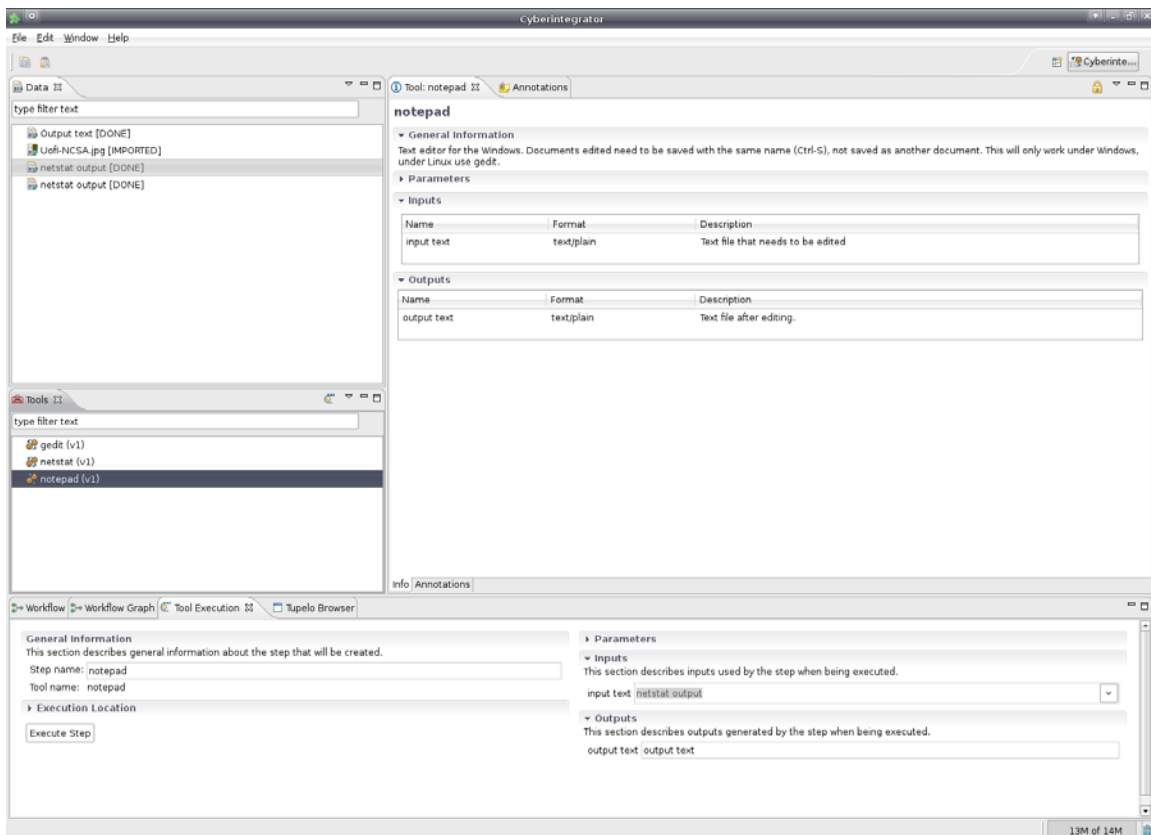 Cyberintegrator
File Edit Window Help
Cyberinte...
Data
type filter text
Output text [DONE]
UofI-NCSA.jpg [IMPORTED]
netstat output [DONE]
netstat output [DONE]
Tool: notepad Annotations
notepad
General Information
Text editor for the Windows. Documents edited need to be saved with the same name (Ctrl-S), not saved as another document. This will only work under Windows,
under Linux use gedit.
Parameters
Inputs
Name Format Description
input text text/plain Text file that needs to be edited
Outputs
Name Format Description
output text text/plain Text file after editing.
Info Annotations
Tools
type filter text
gedit (v1)
netstat (v1)
notepad (v1)
Workflow Workflow Graph Tool Execution Tupelo Browser
General Information
This section describes general information about the step that will be created.
Step name: notepad
Tool name: notepad
Execution Location
Execute Step
Parameters
Inputs
This section describes inputs used by the step when being executed.
input text netstat output
Outputs
This section describes outputs generated by the step when being executed.
output text output text
13M of 14M